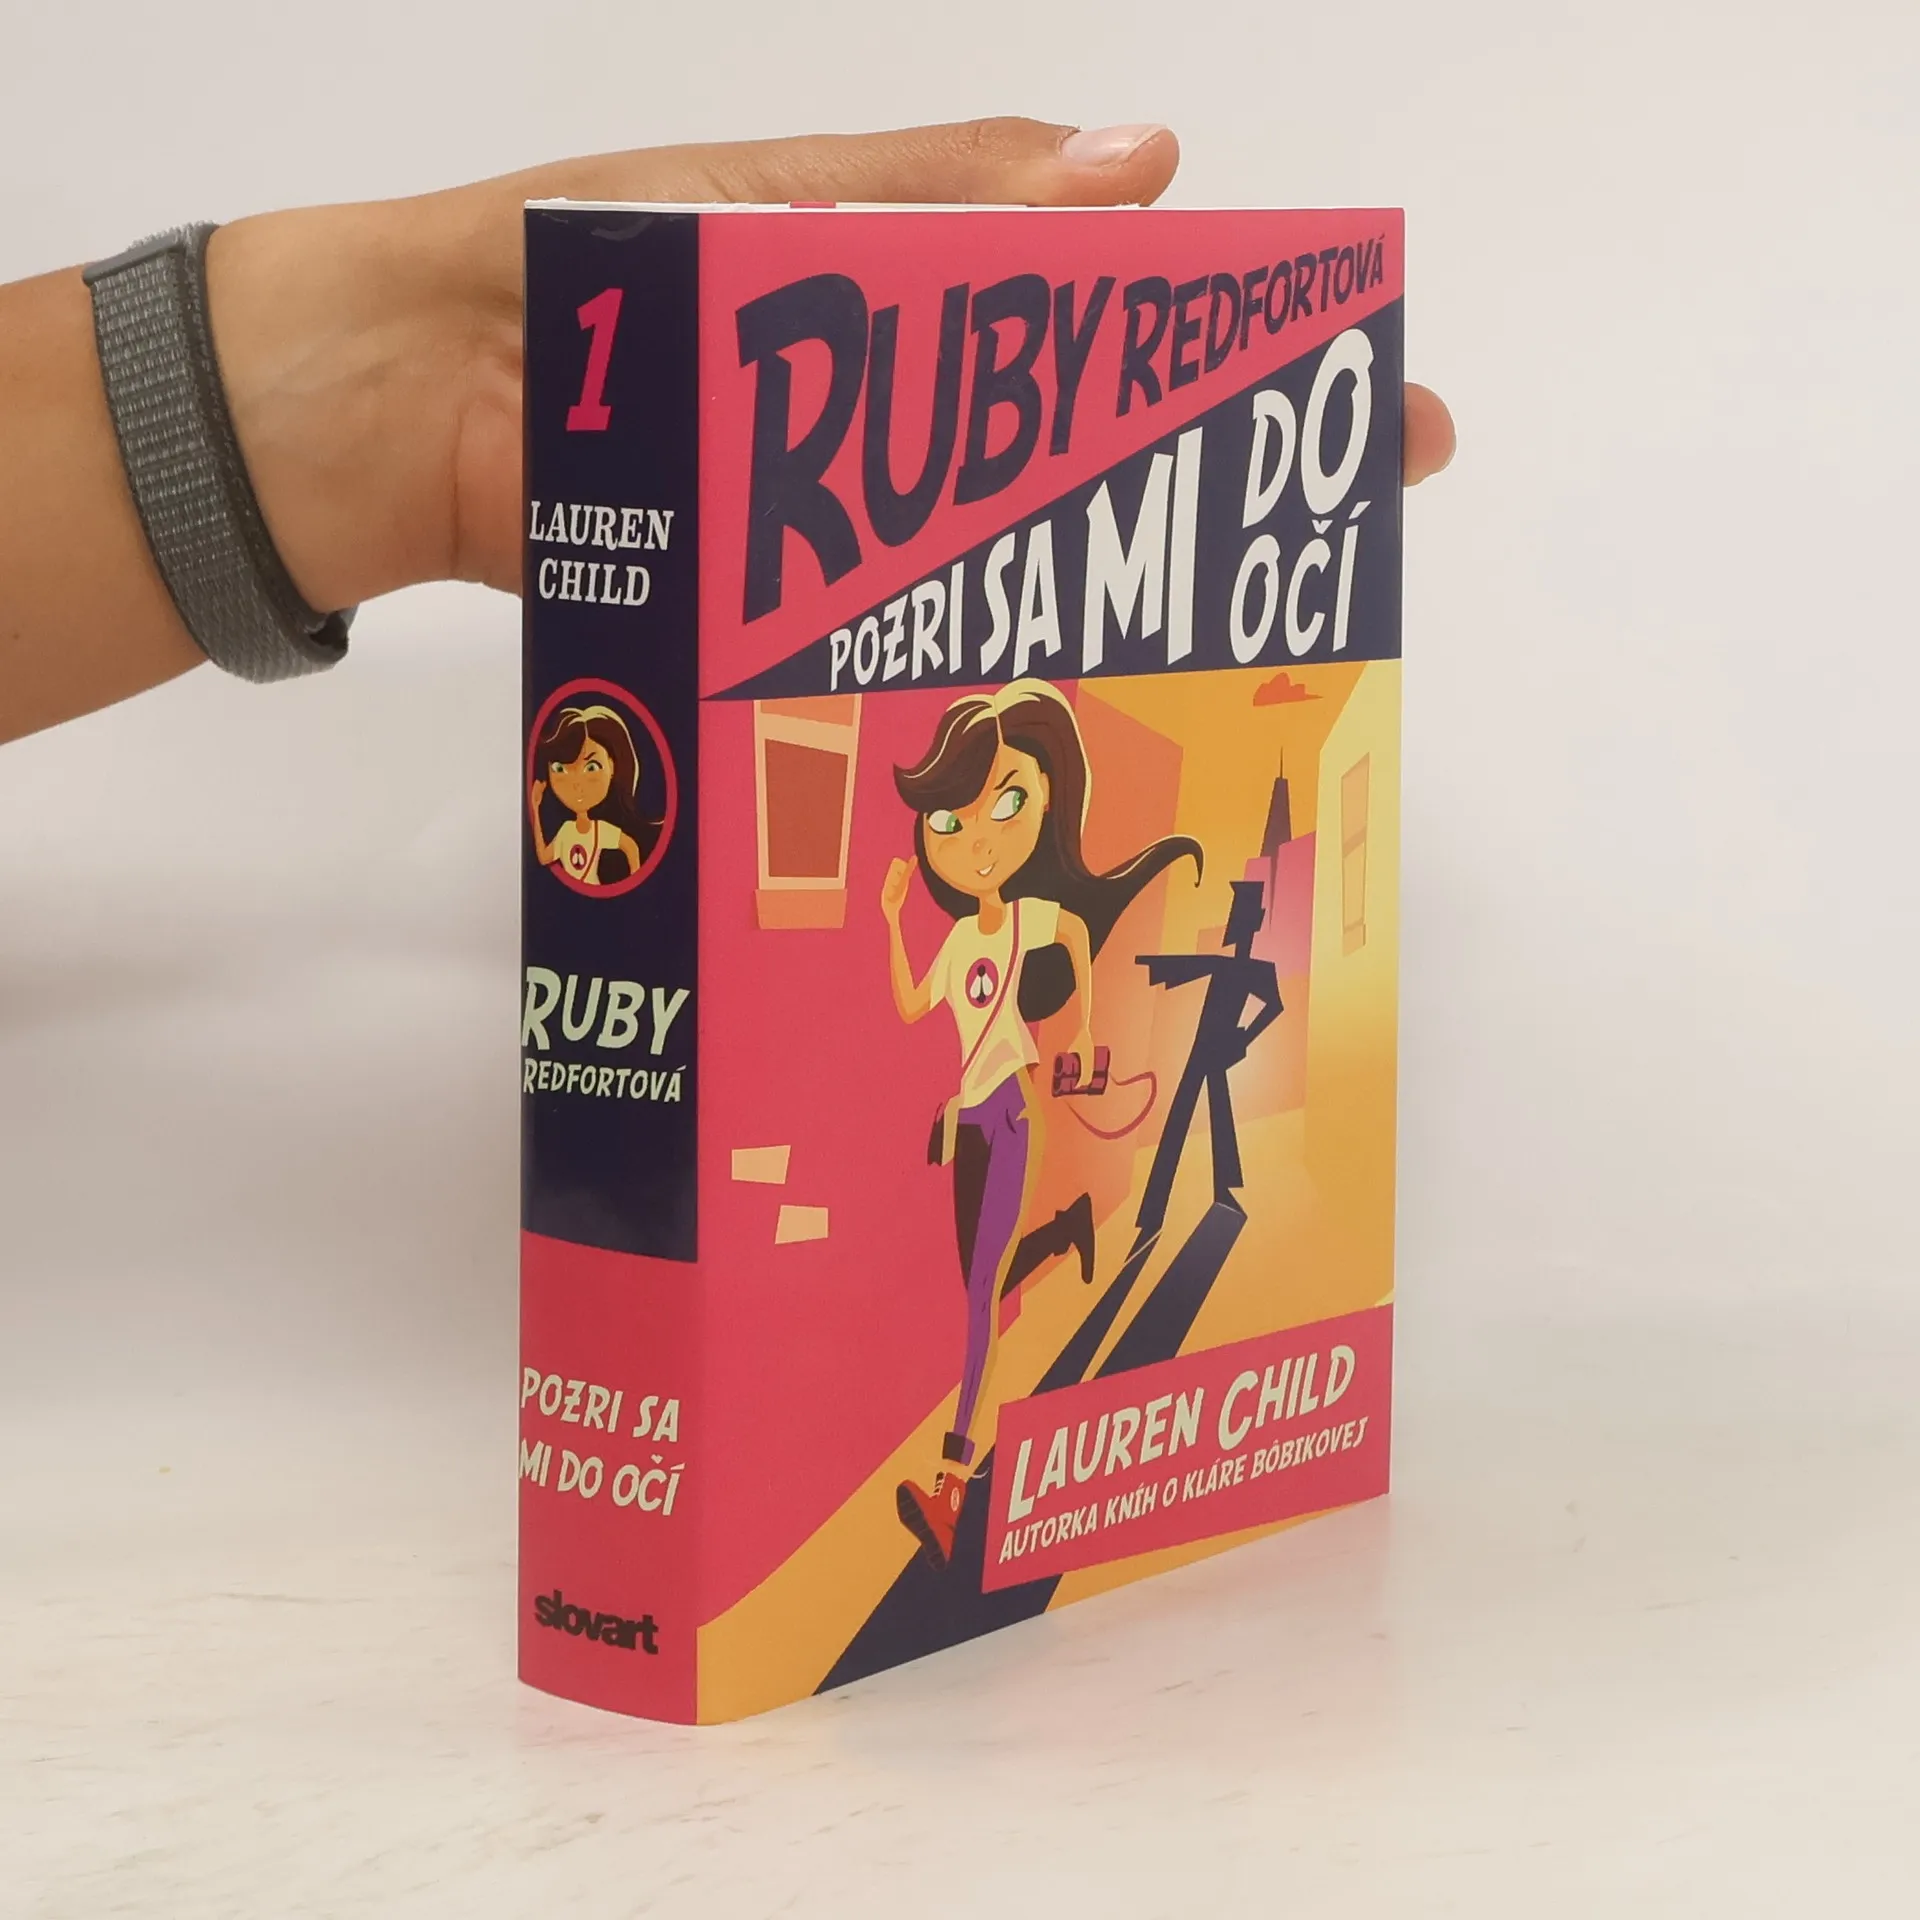 1
LAUREN
CHILD
RUBY
REDFORTOVÁ
POZRI SA
MI DO OČÍ
slovart
RUBY REDFORTOVÁ
POZRI SA MI DO
OČÍ
LAUREN CHILD
AUTORKA KNÍH O KLÁRE BÔBIKOVEJ